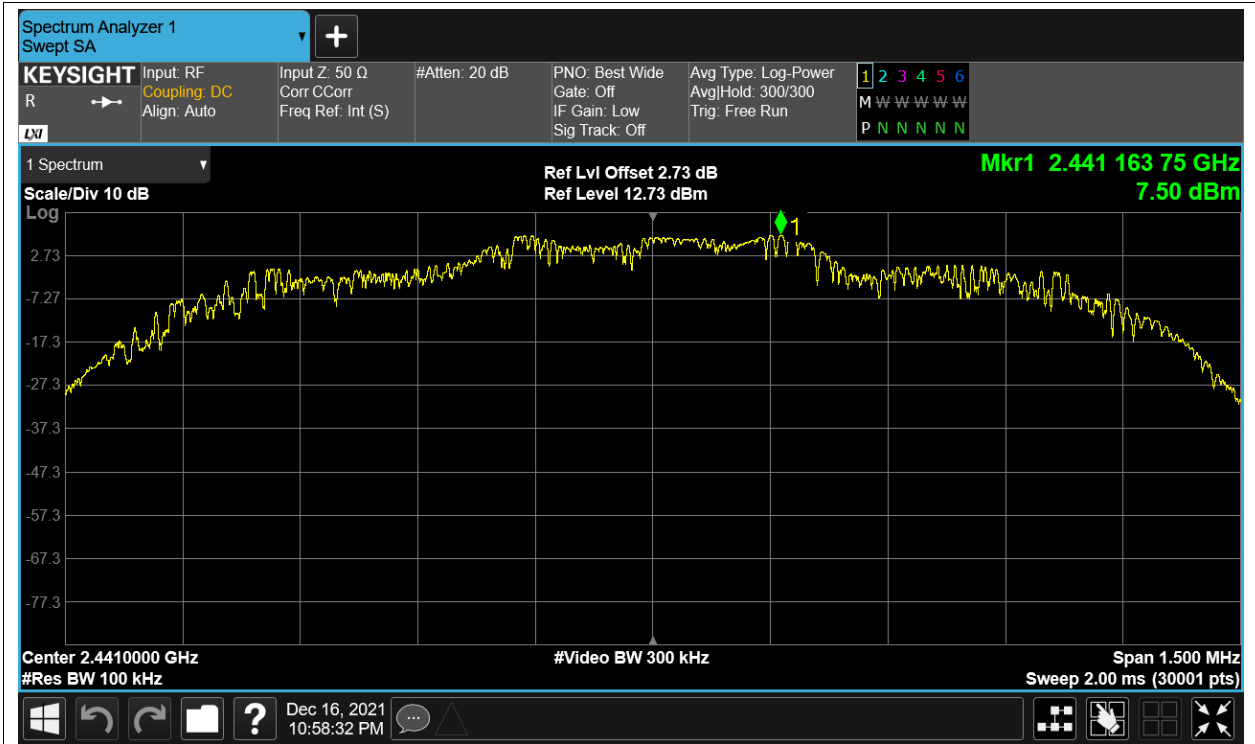 Spectrum Analyzer 1
Swept SA
+
KEYSIGHT
R
LXI
Input: RF
Coupling: DC
Align: Auto
Input Z: 50 Ω
Corr CCorr
Freq Ref: Int (S)
#Atten: 20 dB
PNO: Best Wide
Gate: Off
IF Gain: Low
Sig Track: Off
Avg Type: Log-Power
Avg|Hold: 300/300
Trig: Free Run
1 2 3 4 5 6
M W W W W W
P N N N N N
1 Spectrum
Scale/Div 10 dB
Log
Ref Lvl Offset 2.73 dB
Ref Level 12.73 dBm
Mkr1 2.441 163 75 GHz
7.50 dBm
1
2.73
-7.27
-17.3
-27.3
-37.3
-47.3
-57.3
-67.3
-77.3
Center 2.4410000 GHz
#Res BW 100 kHz
#Video BW 300 kHz
Span 1.500 MHz
Sweep 2.00 ms (30001 pts)
?
Dec 16, 2021
10:58:32 PM